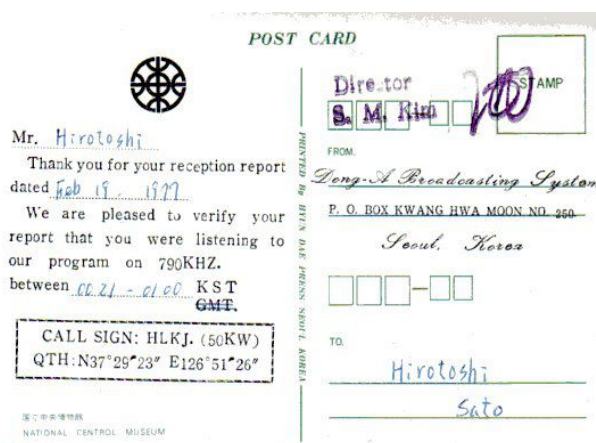 POST CARD
Mr. Hirotoshi
Thank you for your reception report
dated Feb 19. 1977
We are pleased to verify your
report that you were listening to
our program on 790KHZ.
between 00.21 - 01.00 KST
GMT.
CALL SIGN: HLKJ. (50KW)
QTH:N37°29′23″ E126°51′26″
NATIONAL CENTROL MUSEUM
PRINTED By HYUN DAE PRESS SEOUL KOREA
Director
S. M. Kim
STAMP
FROM.
Dong-A Broadcasting System
P. O. BOX KWANG HWA MOON NO. 250.
Seoul, Korea
TO.
Hirotoshi
Sato